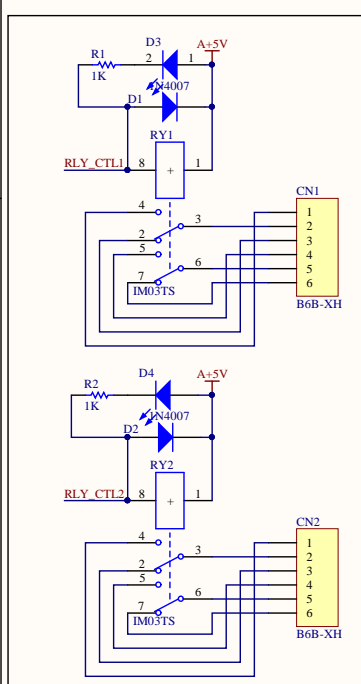 D3
A+5V
R1
2
1
1K
1N4007
D1
RY1
RLY_CTL1
8
+
1
CN1
4
1
3
2
2
3
5
4
6
5
7
6
IM03TS
B6B-XH
D4
A+5V
R2
1K
1N4007
D2
RY2
RLY_CTL2
8
+
1
CN2
4
1
3
2
2
3
5
4
6
5
7
6
IM03TS
B6B-XH